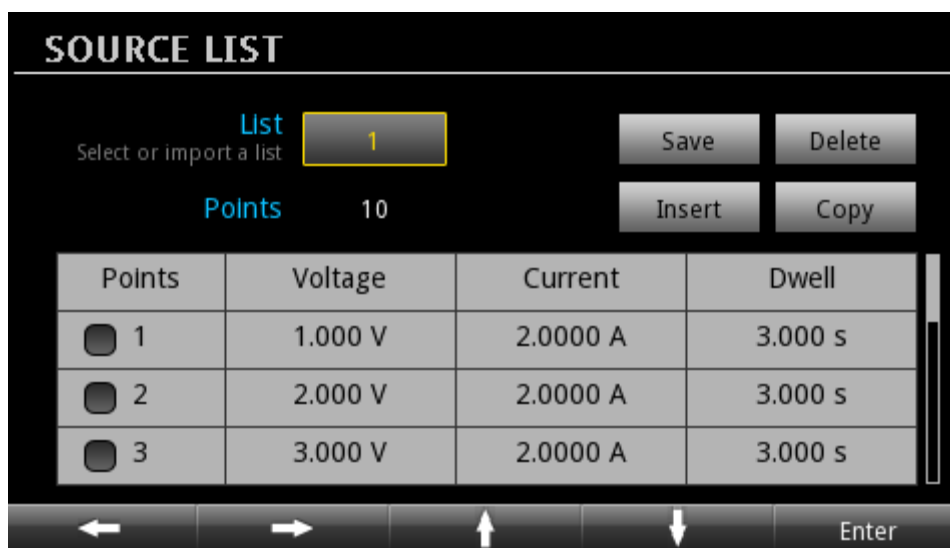 SOURCE LIST
List
Select or import a list
1
Save
Delete
Points
10
Insert
Copy
Points Voltage Current Dwell
1 1.000 V 2.0000 A 3.000 s
2 2.000 V 2.0000 A 3.000 s
3 3.000 V 2.0000 A 3.000 s
Enter